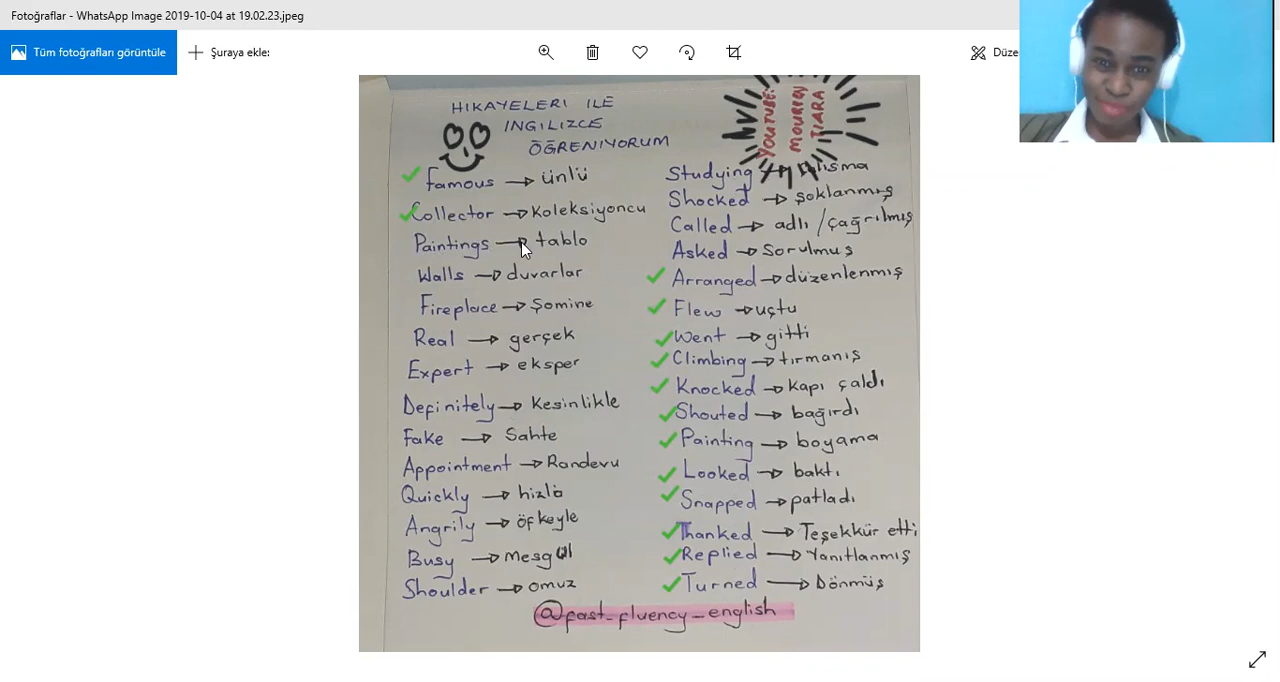 Fotoğraflar - WhatsApp Image 2019-10-04 at 19.02.23.jpeg
Tüm fotoğrafları görüntüle
Şuraya ekle:
Düze
HIKAYELERI ILE
INGILIZCE
ÖĞRENIYORUM
YOUTUBE:
TIARA
Famous → ünlü
Collector → Koleksiyoncu
Paintings → tablo
Walls → duvarlar
Fireplace → Şomine
Real → gerçek
Expert → eksper
Definitely → Kesinlikle
Fake → Sahte
Appointment → Randevu
Quickly → hizlo
Angrily → öfkeyle
Busy → mesgul
Shoulder → omuz
Studying →
Shocked → şoklanmış
Called → adlı / çağrılmış
Asked → Sorulmuş
Arranged → düzenlenmış
Flew → uçtu
Went → gitti
Climbing → tırmanış
Knocked → Kapı çaldı
Shouted → bağırdı
Painting → boyama
Looked → baktı
Snapped → patladı
Thanked → Teşekkür etti
Replied → Yanıtlanmış
Turned → Dönmüş
@fast_fluency_english